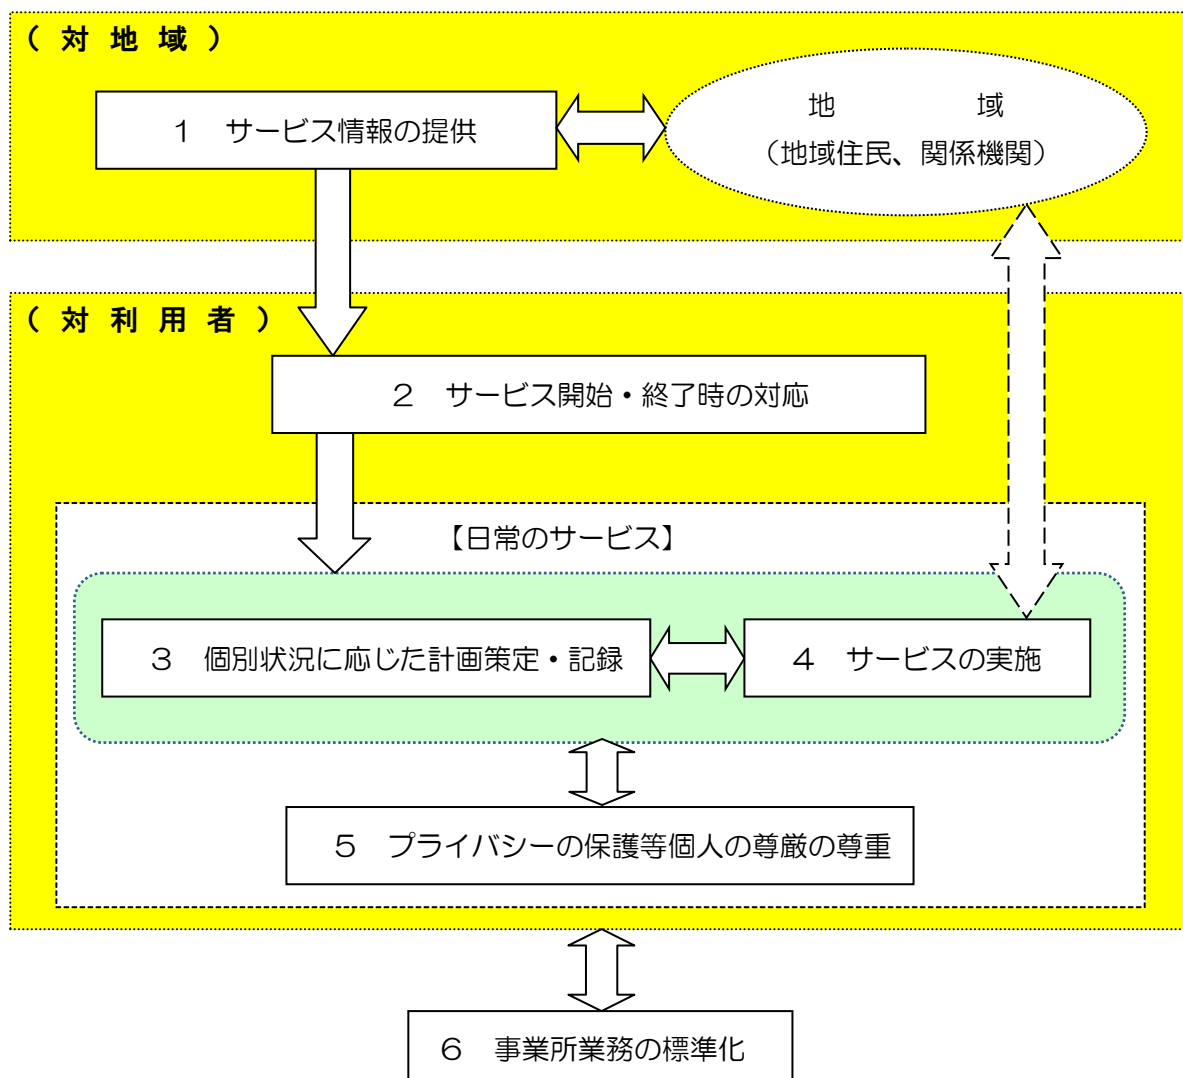 （対地域）
１　サービス情報の提供
地　域
（地域住民、関係機関）
（対利用者）
２　サービス開始・終了時の対応
【日常のサービス】
３　個別状況に応じた計画策定・記録
４　サービスの実施
５　プライバシーの保護等個人の尊厳の尊重
６　事業所業務の標準化